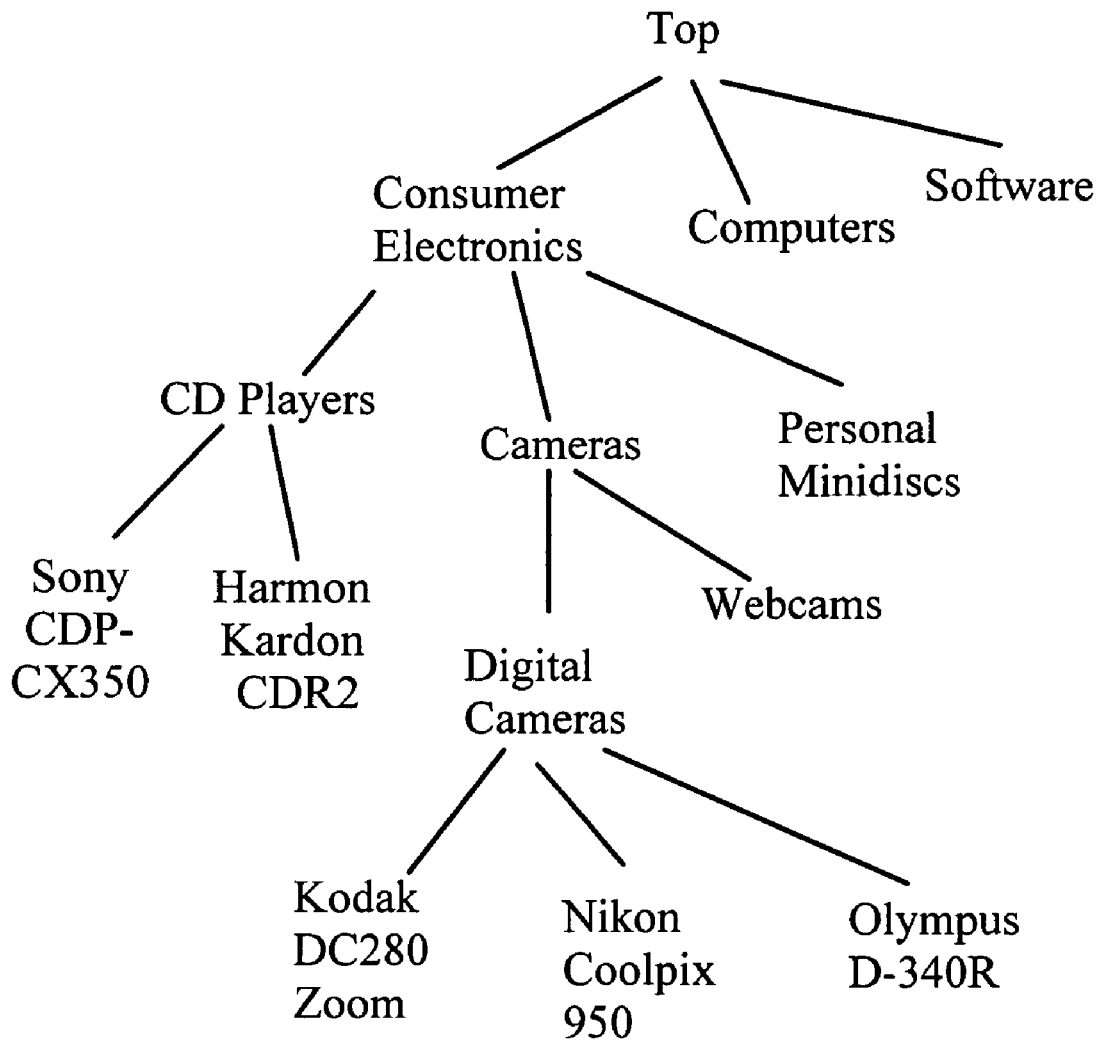 Top
Consumer
Electronics
Computers
Software
CD Players
Cameras
Personal
Minidiscs
Sony
CDP-
CX350
Harmon
Kardon
CDR2
Webcams
Digital
Cameras
Kodak
DC280
Zoom
Nikon
Coolpix
950
Olympus
D-340R